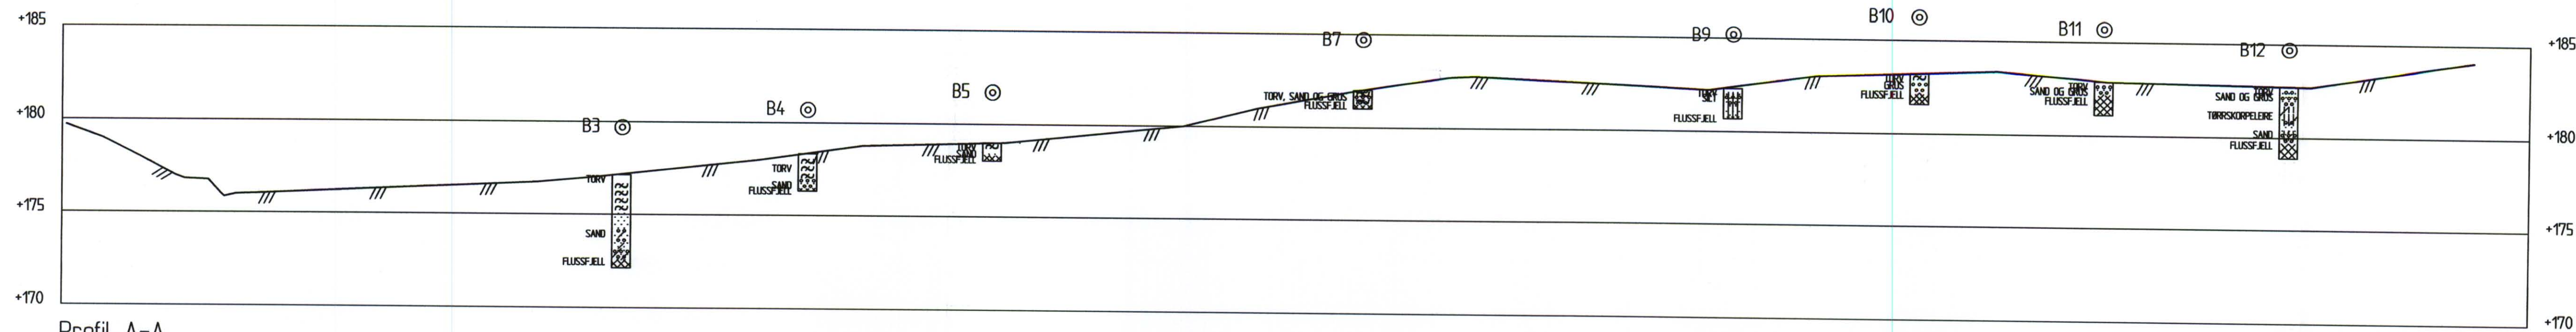 +185
B10
B11
+185
B7
B9
B12
B5
B4
+180
B3
+180
TORV, SAND OG GRUS
FLUSSFJELL
TORV
SILT
FLUSSFJELL
TORV
GRUS
FLUSSFJELL
TORV
SAND OG GRUS
FLUSSFJELL
TORV
SAND OG GRUS
TØRRSKORPELEIRE
SAND
FLUSSFJELL
TORV
SAND
FLUSSFJELL
TORV
SAND
FLUSSFJELL
TORV
SAND
FLUSSFJELL
+175
+175
+170
+170
Profil A-A